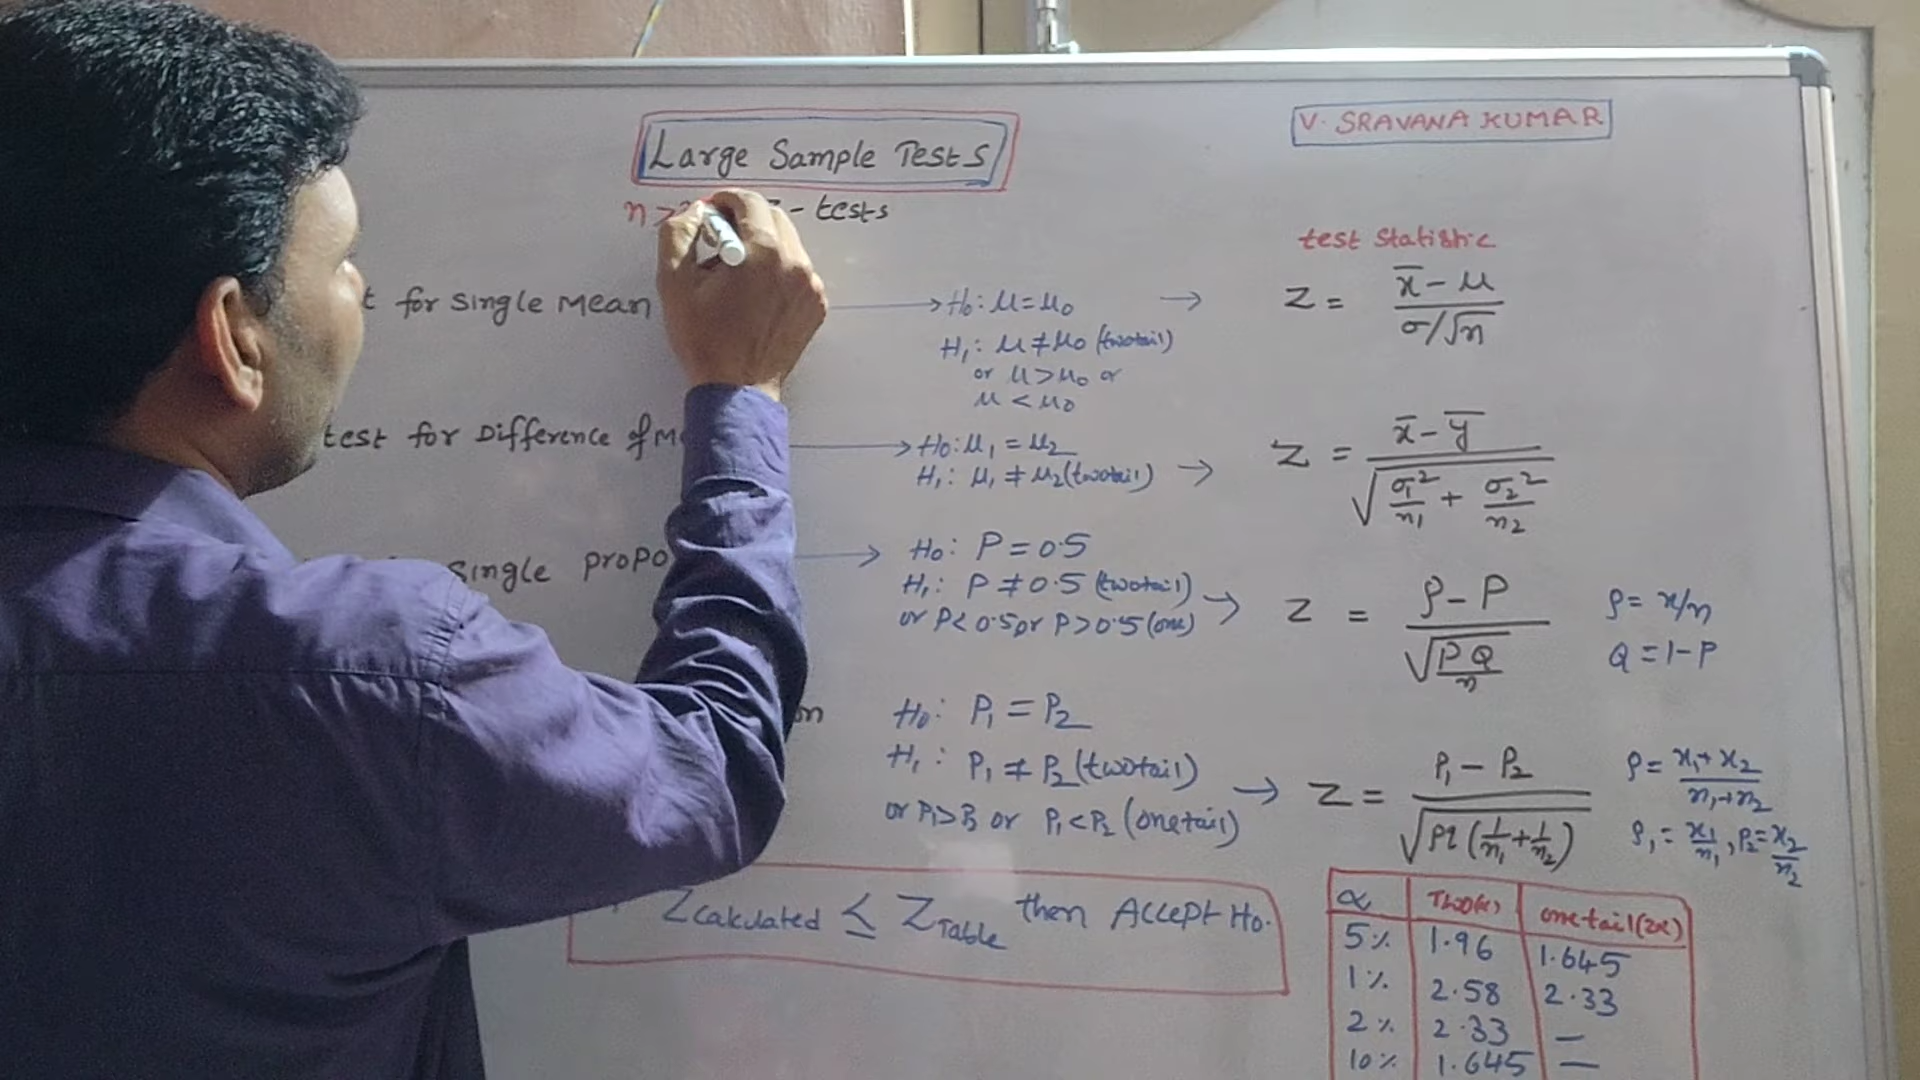 Large Sample Tests
V. SRAVANA KUMAR
n > - tests
test statistic
for single Mean → H₀: μ = μ₀ → Z = (x̄ - μ) / (σ/√n)
H₁: μ ≠ μ₀ (twotail)
or μ > μ₀ or
μ < μ₀
test for Difference of → H₀: μ₁ = μ₂
H₁: μ₁ ≠ μ₂ (twotail) → Z = (x̄ - ȳ) / √(σ₁²/n₁ + σ₂²/n₂)
single → H₀: P = 0.5
H₁: P ≠ 0.5 (twotail)
or P < 0.5 or P > 0.5 (one) → Z = (p - P) / √(PQ/n)
p = x/n
Q = 1 - P
H₀: P₁ = P₂
H₁: P₁ ≠ P₂ (twotail)
or P₁ > P₂ or P₁ < P₂ (onetail) → Z = (P₁ - P₂) / √(pq(1/n₁ + 1/n₂))
p = (x₁ + x₂) / (n₁ + n₂)
p₁ = x₁/n₁, p₂ = x₂/n₂
Zcalculated ≤ ZTable then Accept H₀.
α Two(α) onetail(2α)
5% 1.96 1.645
1% 2.58 2.33
2% 2.33 —
10% 1.645 —